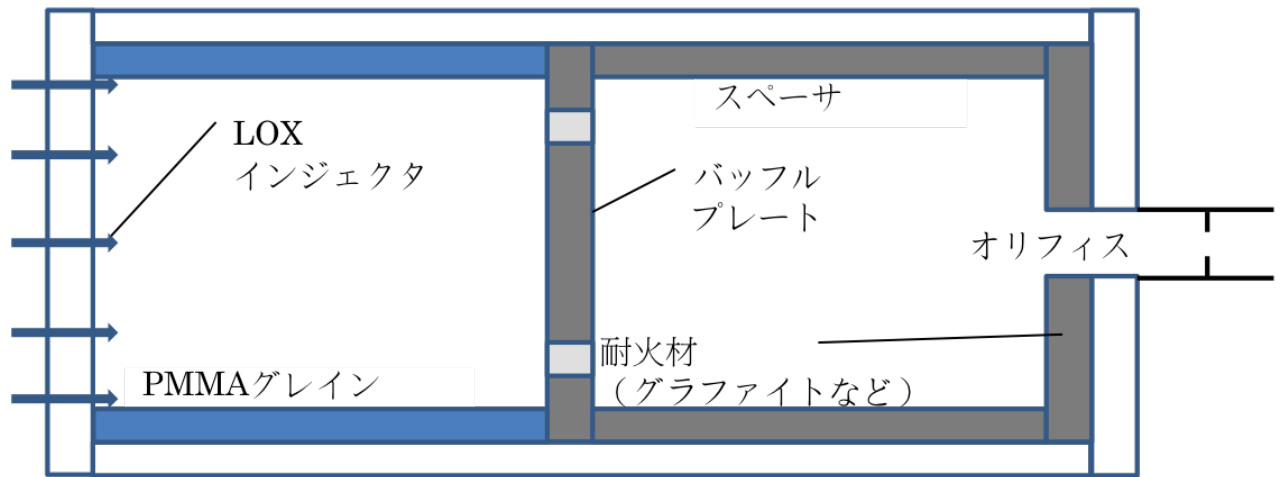 LOX
インジェクタ
スペーサ
バッフル
プレート
オリフィス
PMMAグレイン
耐火材
（グラファイトなど）